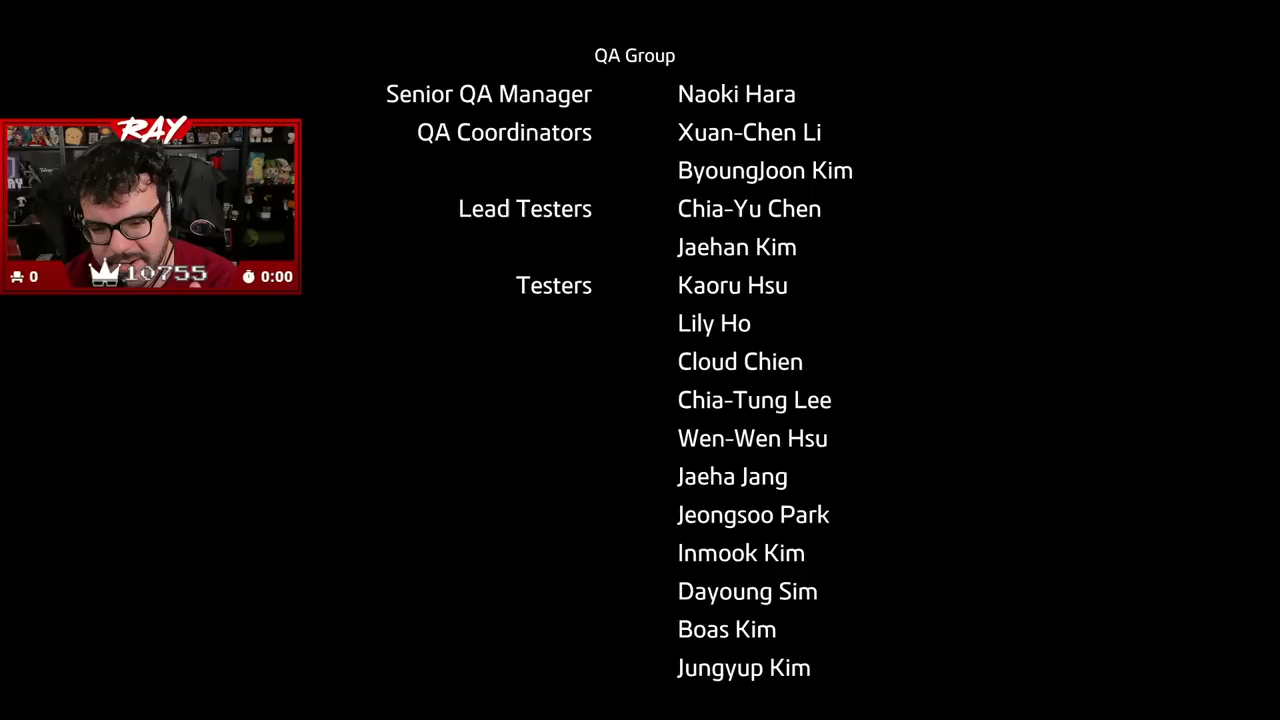 QA Group
Senior QA Manager Naoki Hara
QA Coordinators Xuan-Chen Li
ByoungJoon Kim
Lead Testers Chia-Yu Chen
Jaehan Kim
Testers Kaoru Hsu
Lily Ho
Cloud Chien
Chia-Tung Lee
Wen-Wen Hsu
Jaeha Jang
Jeongsoo Park
Inmook Kim
Dayoung Sim
Boas Kim
Jungyup Kim
RAY
0 10755 0:00